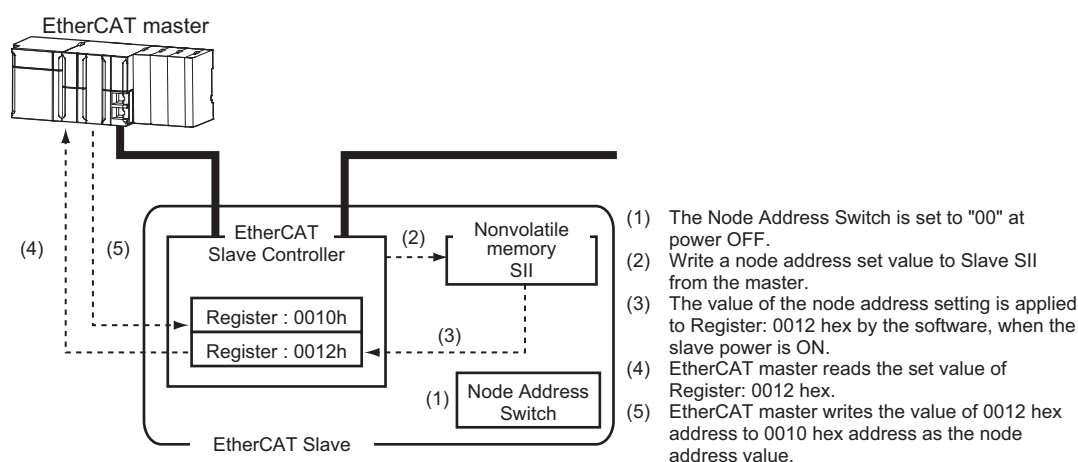 EtherCAT master
(4)
(5)
EtherCAT
Slave Controller
(2)
Nonvolatile
memory
SII
Register : 0010h
Register : 0012h
(3)
(1)
Node Address
Switch
EtherCAT Slave
(1) The Node Address Switch is set to "00" at
power OFF.
(2) Write a node address set value to Slave SII
from the master.
(3) The value of the node address setting is applied
to Register: 0012 hex by the software, when the
slave power is ON.
(4) EtherCAT master reads the set value of
Register: 0012 hex.
(5) EtherCAT master writes the value of 0012 hex
address to 0010 hex address as the node
address value.